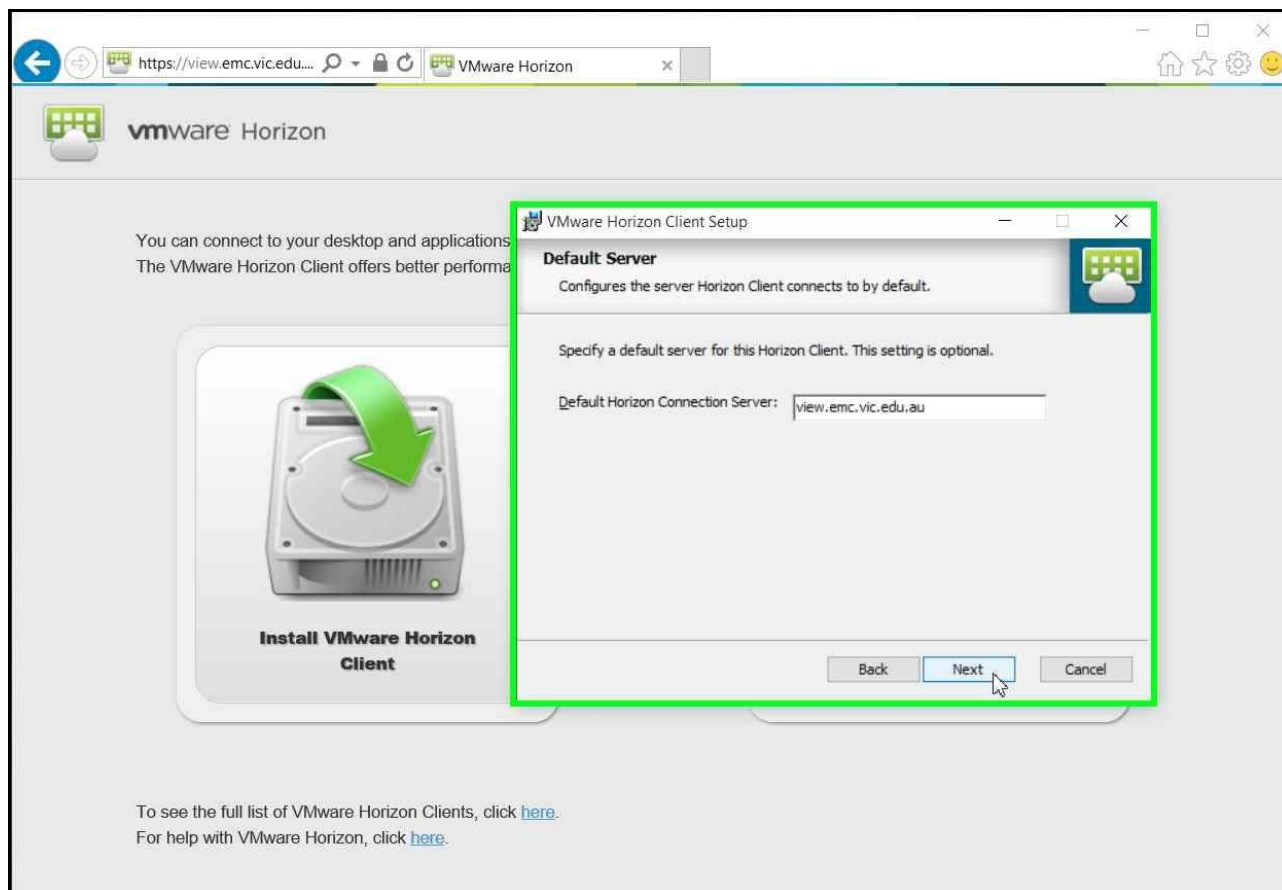 https://view.emc.vic.edu....
VMware Horizon
vmware Horizon
You can connect to your desktop and applications
The VMware Horizon Client offers better performa
Install VMware Horizon
Client
VMware Horizon Client Setup
Default Server
Configures the server Horizon Client connects to by default.
Specify a default server for this Horizon Client. This setting is optional.
Default Horizon Connection Server: view.emc.vic.edu.au
Back Next Cancel
To see the full list of VMware Horizon Clients, click here.
For help with VMware Horizon, click here.